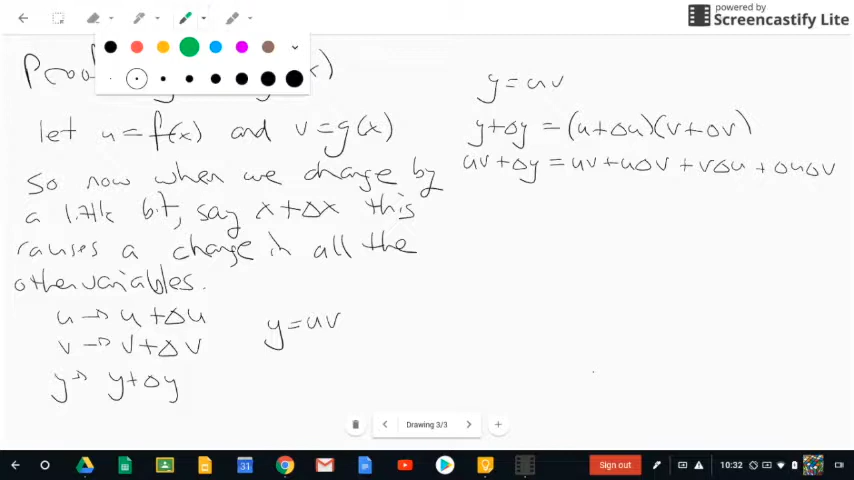 powered by
Screencastify Lite
Proof
x)
let u = f(x) and v = g(x)
So now when we change by
a little bit, say x + Δx this
causes a change in all the
other variables.
u → u + Δu
v → v + Δv
y → y + Δy
y = uv
y = uv
y + Δy = (u + Δu)(v + Δv)
uv + Δy = uv + uΔv + vΔu + ΔuΔv
Drawing 3/3
31
Sign out
10:32